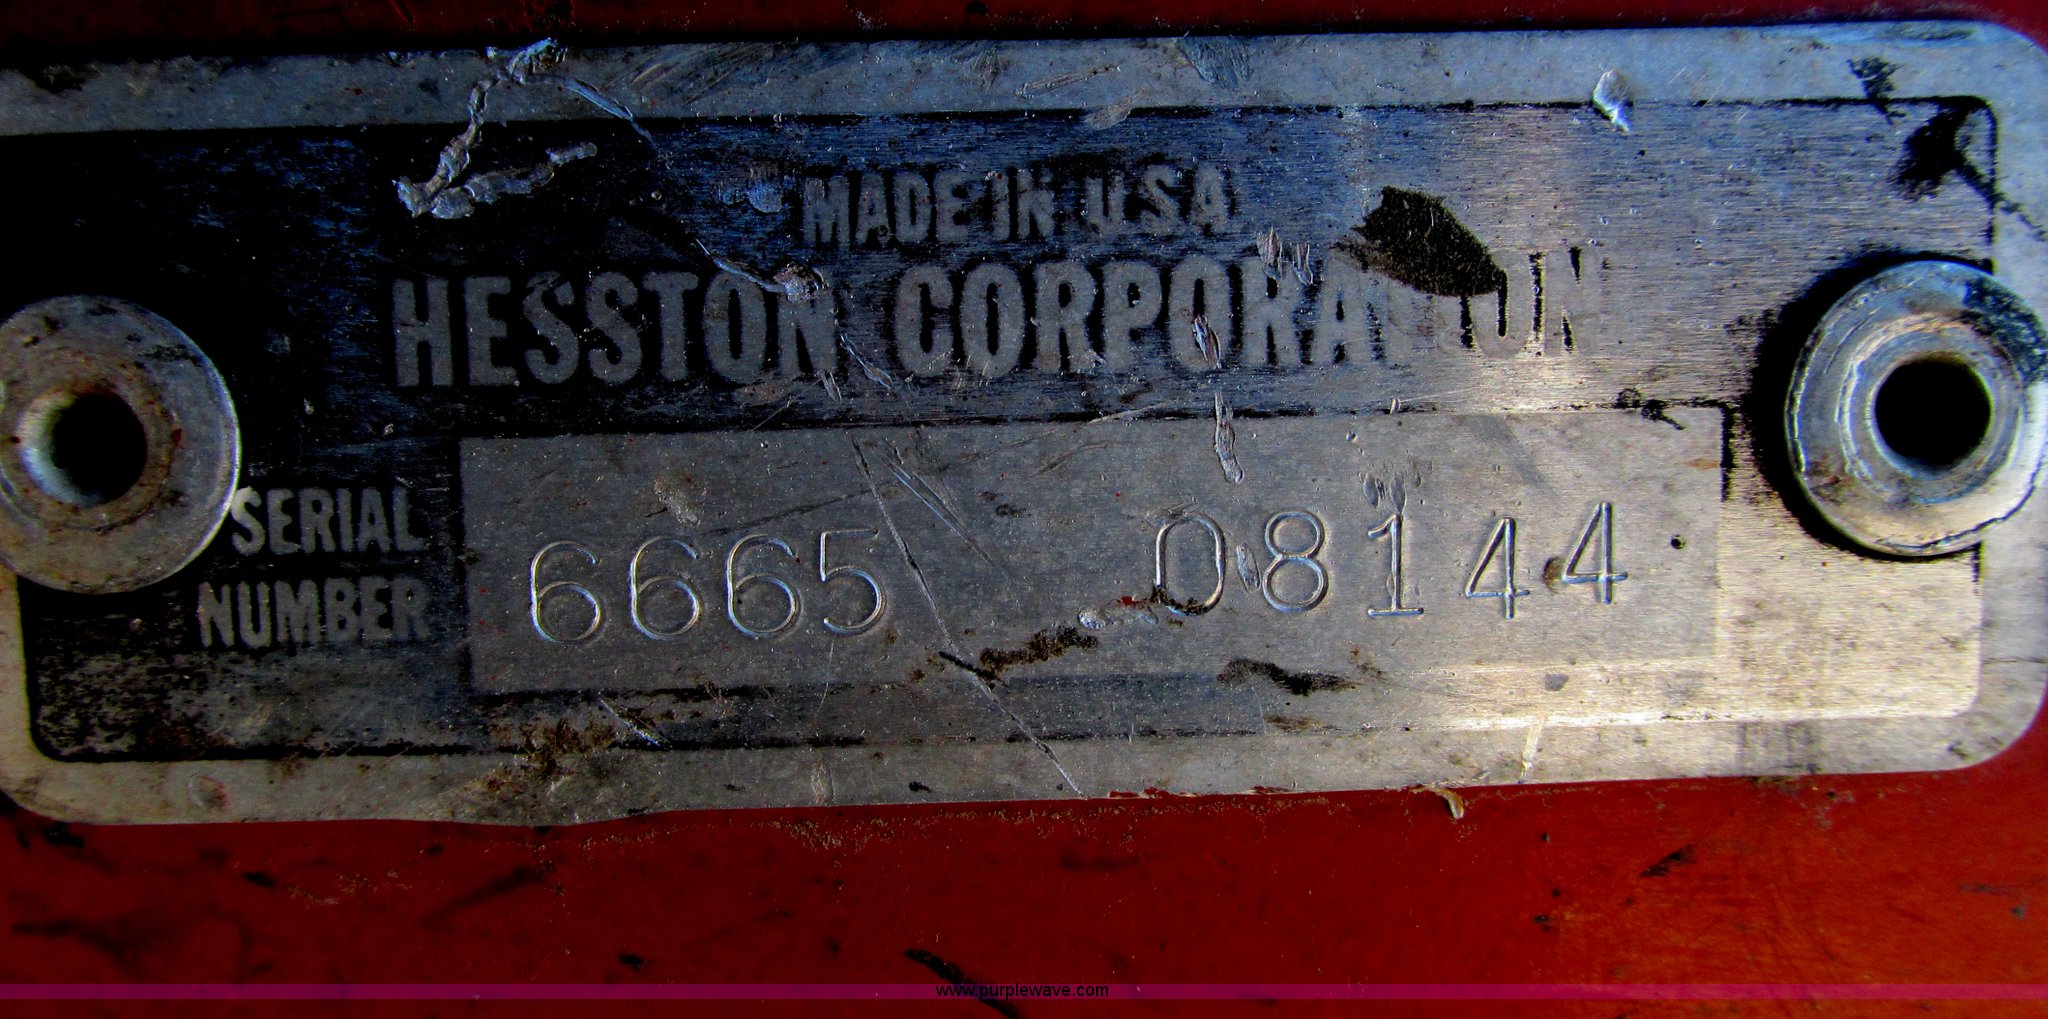 MADE IN U.S.A.
HESSTON CORPORATION
SERIAL
NUMBER
6665 08144
www.purplewave.com